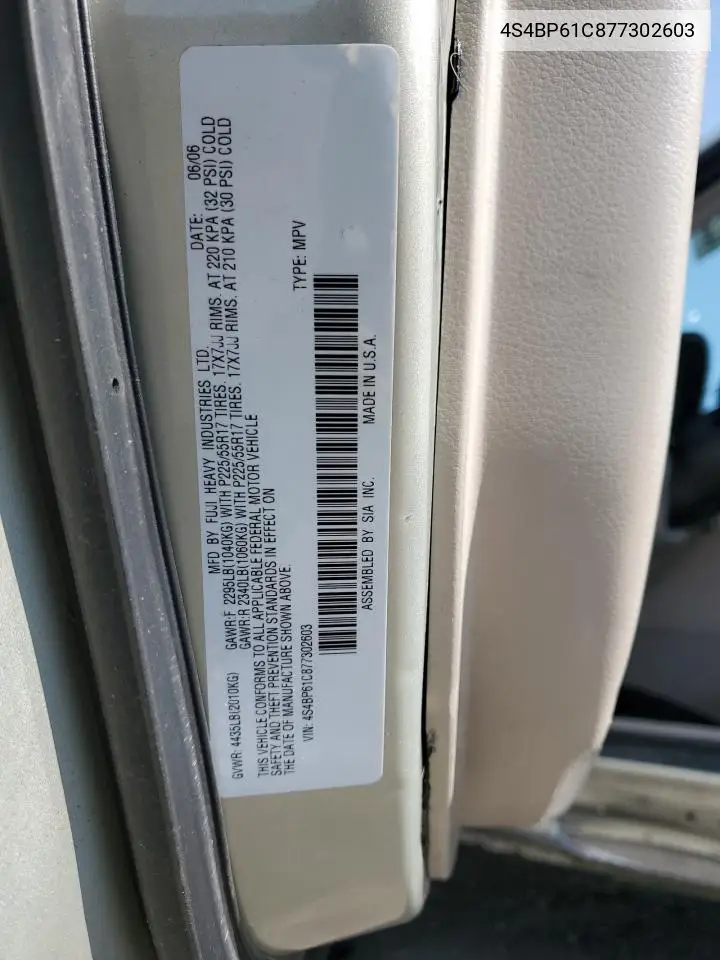 4S4BP61C877302603
MFD BY FUJI HEAVY INDUSTRIES LTD. DATE: 06/06
GVWR: 4435LB(2010KG) GAWR:F 2295LB(1040KG) WITH P225/55R17 TIRES. 17X7JJ RIMS. AT 220 KPA (32 PSI) COLD
GAWR:R 2340LB(1060KG) WITH P225/55R17 TIRES. 17X7JJ RIMS. AT 210 KPA (30 PSI) COLD
THIS VEHICLE CONFORMS TO ALL APPLICABLE FEDERAL MOTOR VEHICLE
SAFETY AND THEFT PREVENTION STANDARDS IN EFFECT ON
THE DATE OF MANUFACTURE SHOWN ABOVE.
VIN: 4S4BP61C877302603 TYPE: MPV
ASSEMBLED BY SIA INC. MADE IN U.S.A.